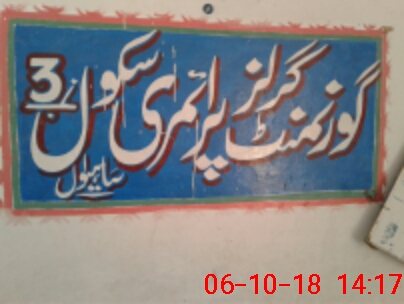 گورنمنٹ گرلز پرائمری سکول
3
ساہیوال
06-10-18 14:17